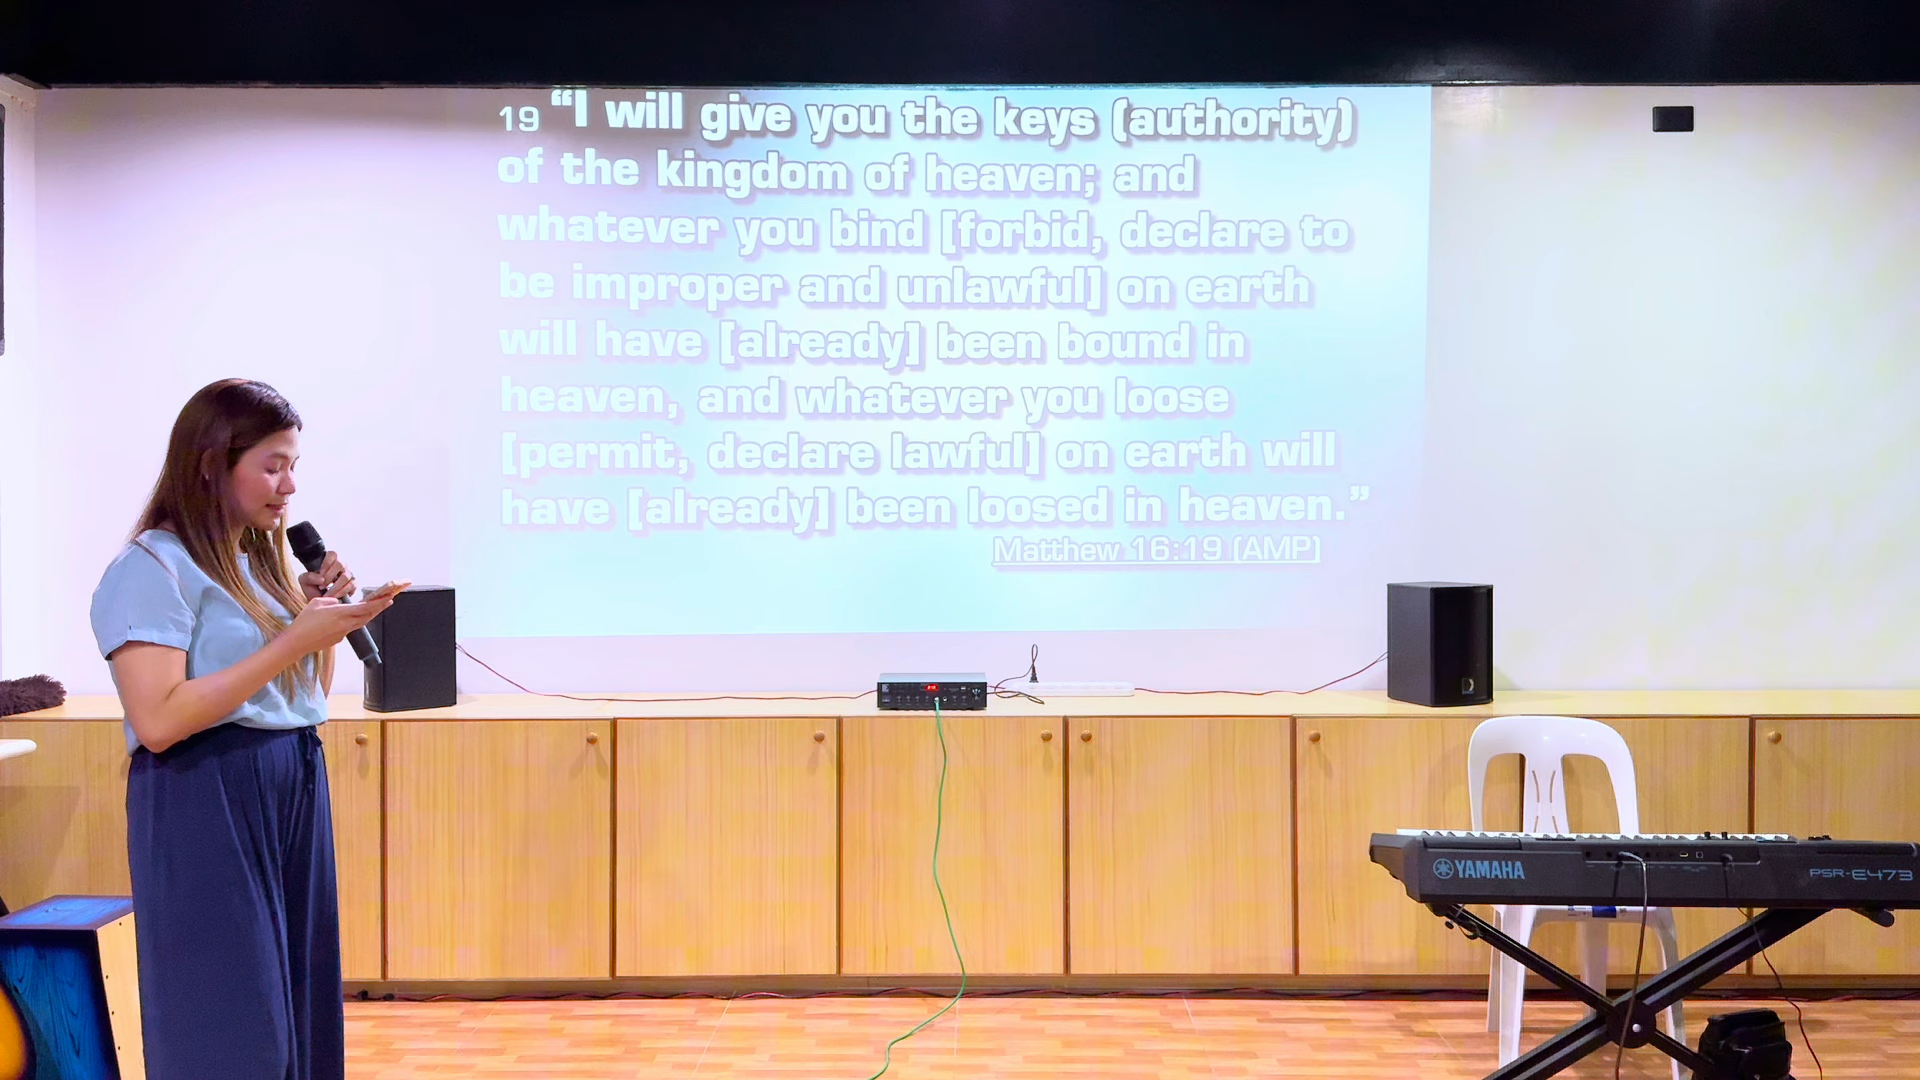 19 “I will give you the keys (authority)
of the kingdom of heaven; and
whatever you bind [forbid, declare to
be improper and unlawful] on earth
will have [already] been bound in
heaven, and whatever you loose
[permit, declare lawful] on earth will
have [already] been loosed in heaven.”
Matthew 16:19 (AMP)
YAMAHA
PSR-E473